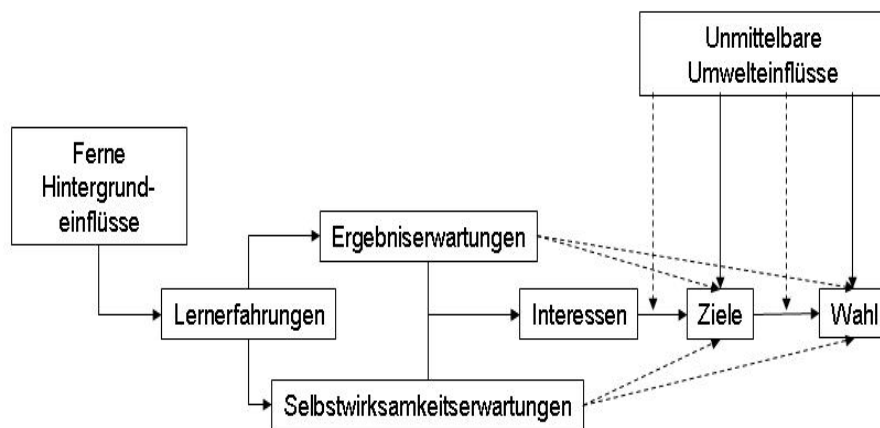 Unmittelbare
Umwelteinflüsse
Ferne
Hintergrund-
einflüsse
Ergebniserwartungen
Lernerfahrungen
Interessen
Ziele
Wahl
Selbstwirksamkeitserwartungen